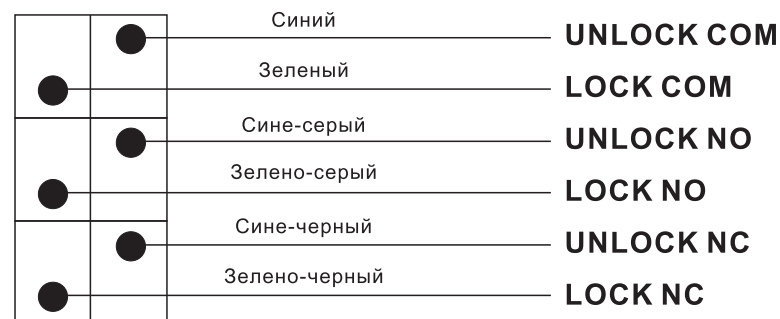 Синий UNLOCK COM
Зеленый LOCK COM
Сине-серый UNLOCK NO
Зелено-серый LOCK NO
Сине-черный UNLOCK NC
Зелено-черный LOCK NC